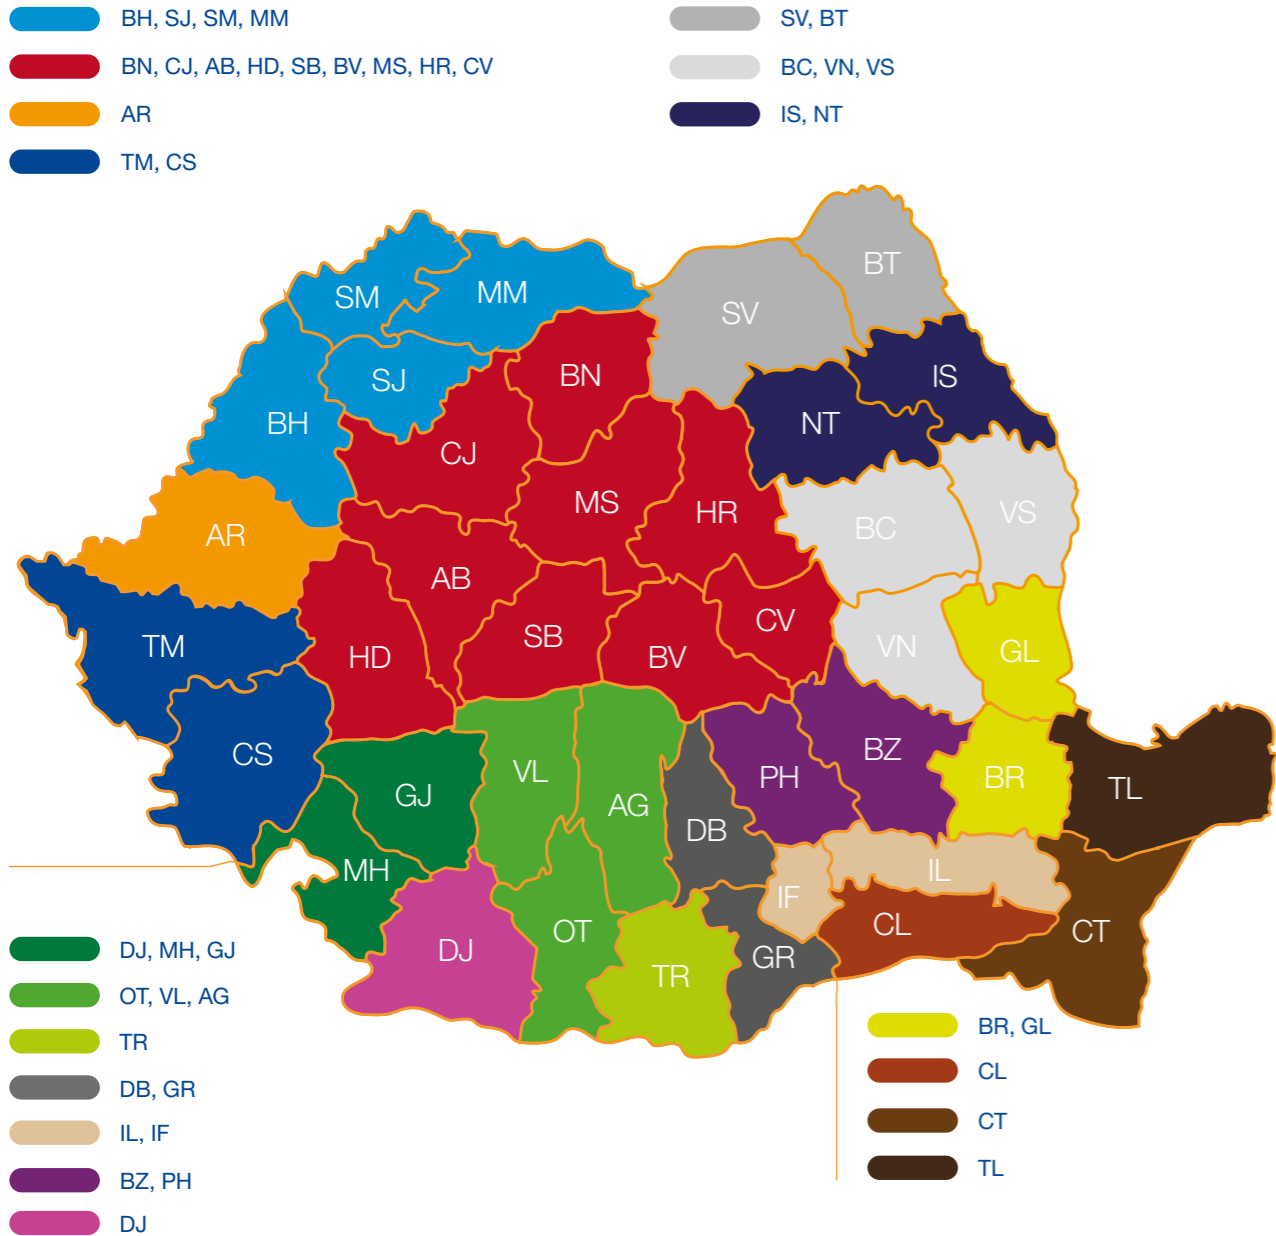 BH, SJ, SM, MM
BN, CJ, AB, HD, SB, BV, MS, HR, CV
AR
TM, CS
SV, BT
BC, VN, VS
IS, NT
BT
SM
MM
SV
BN
IS
SJ
BH
NT
CJ
MS
HR
VS
BC
AR
AB
CV
SB
TM
VN
GL
HD
BV
CS
BZ
VL
PH
BR
TL
GJ
AG
DB
MH
IL
IF
CL
OT
CT
DJ
GR
TR
DJ, MH, GJ
OT, VL, AG
TR
DB, GR
IL, IF
BZ, PH
DJ
BR, GL
CL
CT
TL